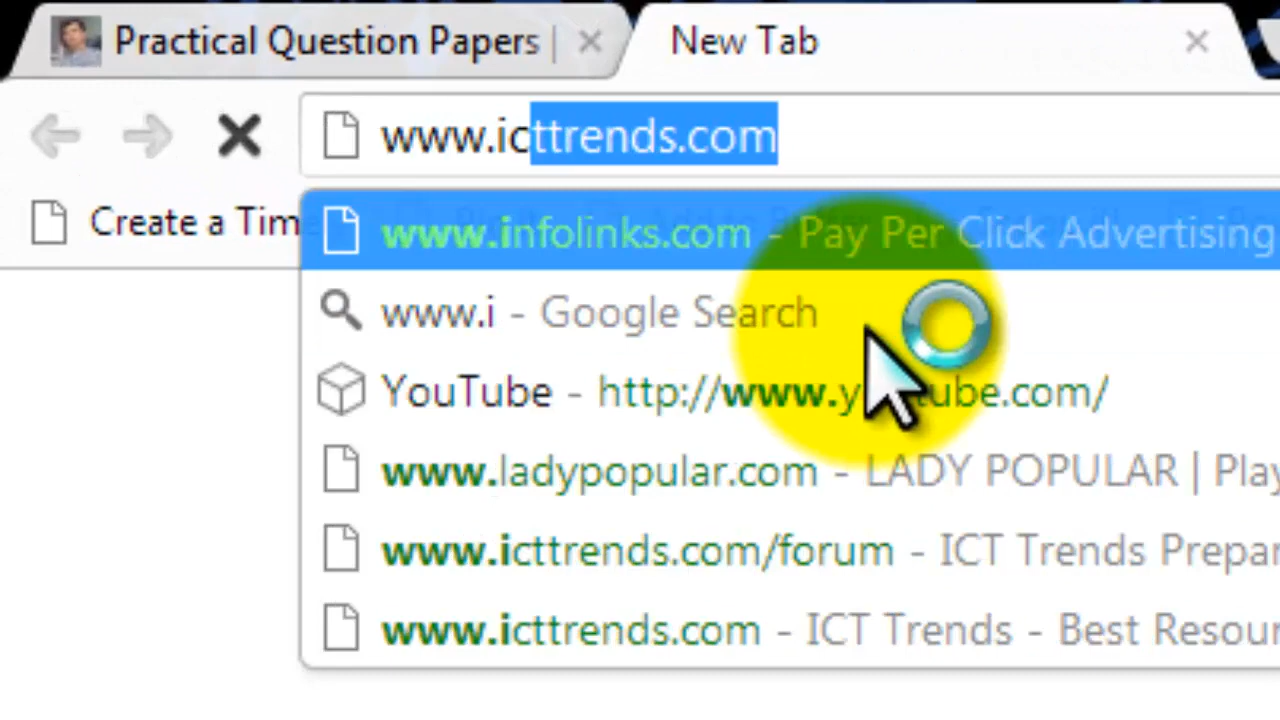 Practical Question Papers |
New Tab
www.icttrends.com
Create a Tim
www.infolinks.com - Pay Per Click Advertising
www.i - Google Search
YouTube - http://www.youtube.com/
www.ladypopular.com - LADY POPULAR | Play
www.icttrends.com/forum - ICT Trends Prepar
www.icttrends.com - ICT Trends - Best Resour